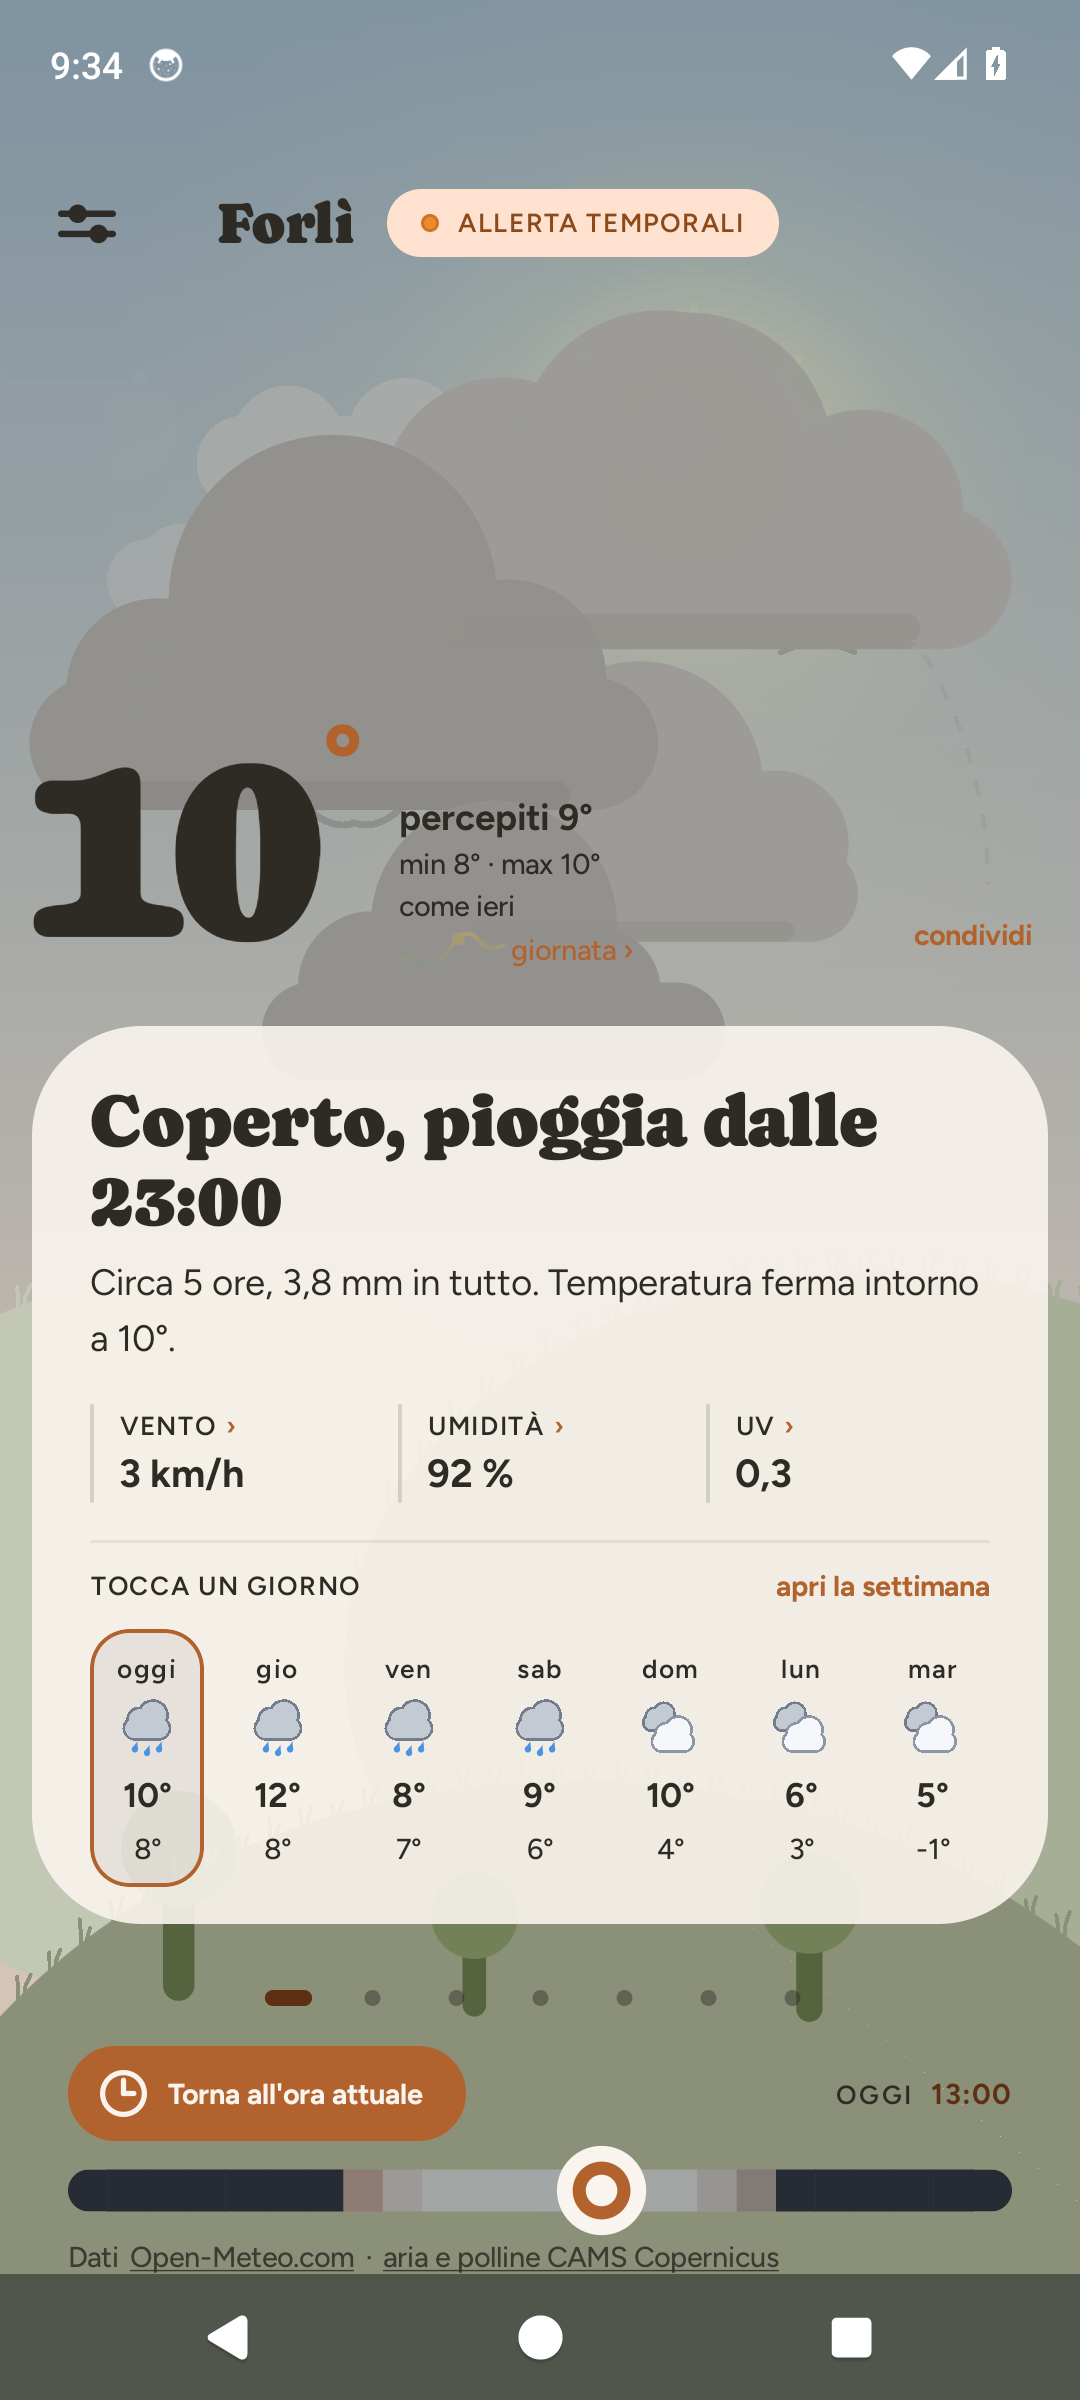 9:34
Forlì
ALLERTA TEMPORALI
10
percepiti 9°
min 8° · max 10°
come ieri
giornata ›
condividi
Coperto, pioggia dalle
23:00
Circa 5 ore, 3,8 mm in tutto. Temperatura ferma intorno
a 10°.
VENTO › UMIDITÀ › UV ›
3 km/h 92 % 0,3
TOCCA UN GIORNO apri la settimana
oggi gio ven sab dom lun mar
10° 12° 8° 9° 10° 6° 5°
8° 8° 7° 6° 4° 3° -1°
Torna all'ora attuale OGGI 13:00
Dati Open-Meteo.com · aria e polline CAMS Copernicus